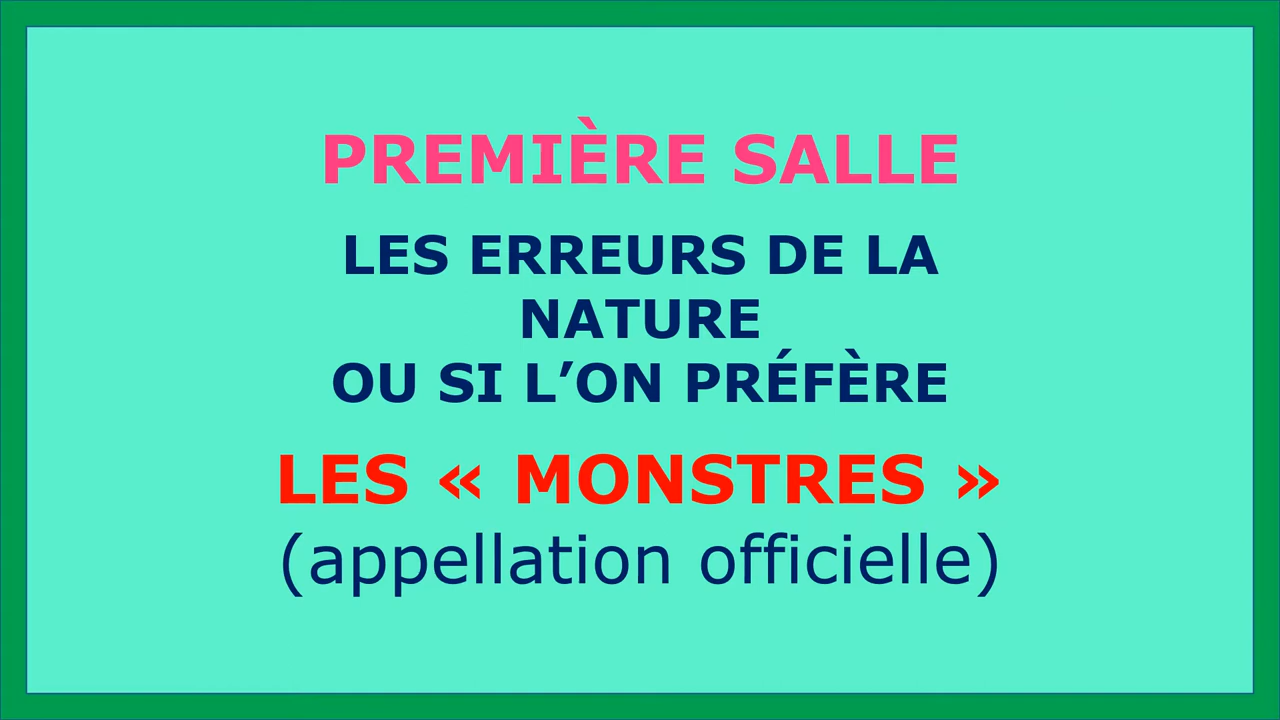 PREMIÈRE SALLE
LES ERREURS DE LA
NATURE
OU SI L’ON PRÉFÈRE
LES « MONSTRES »
(appellation officielle)